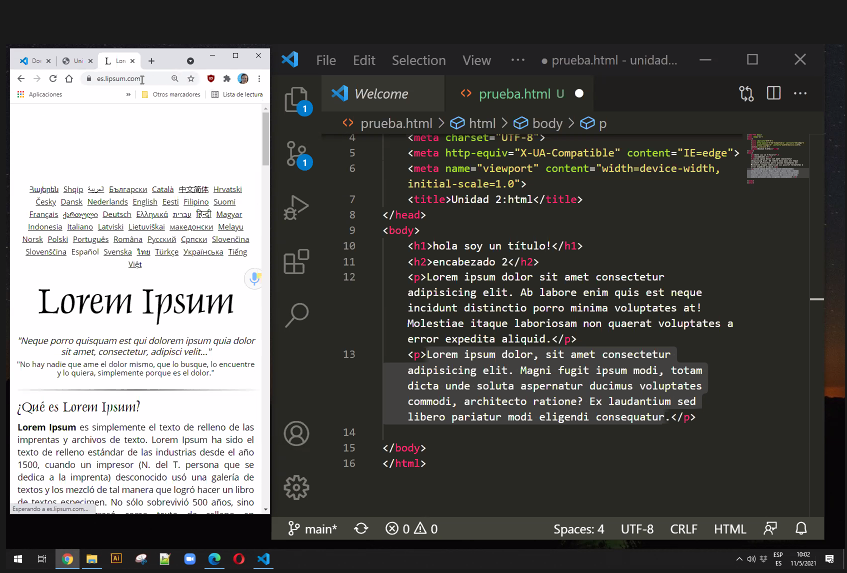 Do
Uni
Lor
es.lipsum.com
Aplicaciones
»
Otros marcadores
Lista de lectura
Հայերեն Shqip العربية Български Català 中文简体 Hrvatski
Česky Dansk Nederlands English Eesti Filipino Suomi
Français ქართული Deutsch Ελληνικά עברית हिन्दी Magyar
Indonesia Italiano Latviski Lietuviškai македонски Melayu
Norsk Polski Português Româna Pyccкий Српски Slovenčina
Slovenščina Español Svenska ไทย Türkçe Українська Tiếng
Việt
Lorem Ipsum
"Neque porro quisquam est qui dolorem ipsum quia dolor
sit amet, consectetur, adipisci velit..."
"No hay nadie que ame el dolor mismo, que lo busque, lo encuentre
y lo quiera, simplemente porque es el dolor."
¿Qué es Lorem Ipsum?
Lorem Ipsum es simplemente el texto de relleno de las
imprentas y archivos de texto. Lorem Ipsum ha sido el
texto de relleno estándar de las industrias desde el año
1500, cuando un impresor (N. del T. persona que se
dedica a la imprenta) desconocido usó una galería de
textos y los mezcló de tal manera que logró hacer un libro
de textos especimen. No sólo sobrevivió 500 años, sino
Esperando a es.lipsum.com...
File Edit Selection View ··· ● prueba.html - unidad...
Welcome
<> prueba.html U
<> prueba.html > html > body > p
1
1
4 <meta charset="UTF-8">
5 <meta http-equiv="X-UA-Compatible" content="IE=edge">
6 <meta name="viewport" content="width=device-width,
initial-scale=1.0">
7 <title>Unidad 2:html</title>
8 </head>
9 <body>
10 <h1>hola soy un título!</h1>
11 <h2>encabezado 2</h2>
12 <p>Lorem ipsum dolor sit amet consectetur
adipisicing elit. Ab labore enim quis est neque
incidunt distinctio porro minima voluptates at!
Molestiae itaque laboriosam non quaerat voluptates a
error expedita aliquid.</p>
13 <p>Lorem ipsum dolor, sit amet consectetur
adipisicing elit. Magni fugit ipsum modi, totam
dicta unde soluta aspernatur ducimus voluptates
commodi, architecto ratione? Ex laudantium sed
libero pariatur modi eligendi consequatur.</p>
14
15 </body>
16 </html>
main* 0 0 Spaces: 4 UTF-8 CRLF HTML
ESP
ES
10:02
11/5/2021